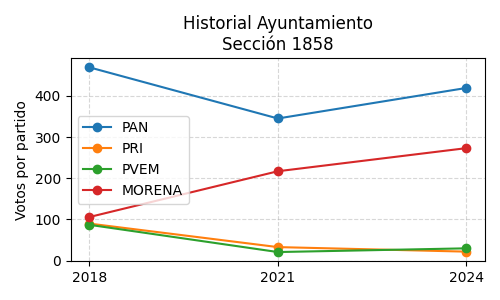 Historial Ayuntamiento
Sección 1858
Votos por partido
400
300
200
100
0
PAN
PRI
PVEM
MORENA
2018
2021
2024